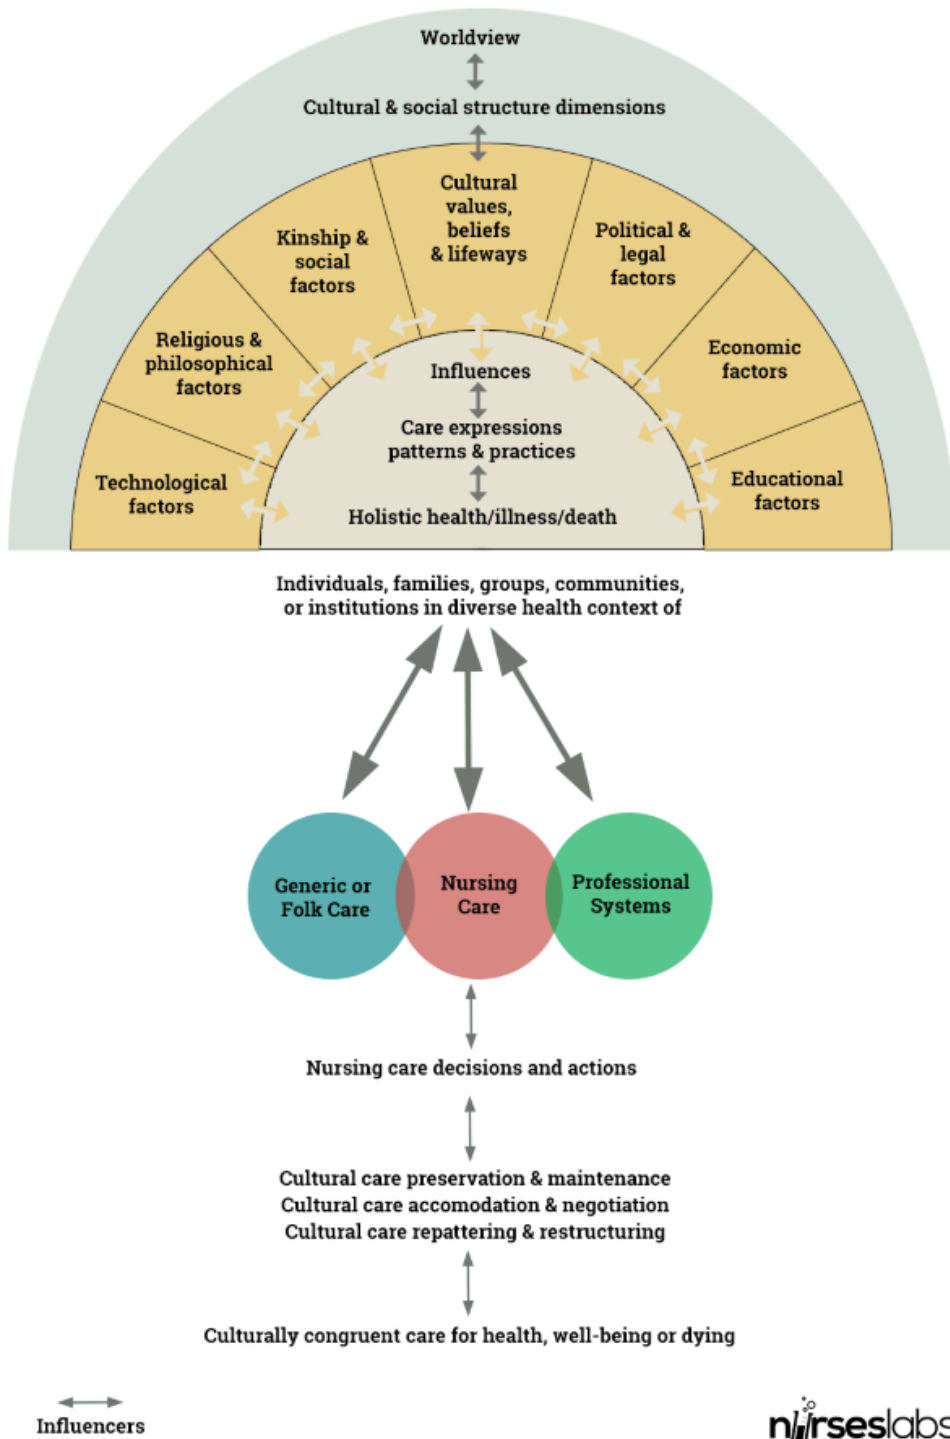 Worldview
Cultural & social structure dimensions
Cultural
values,
beliefs
& lifeways
Kinship &
social
factors
Political &
legal
factors
Religious &
philosophical
factors
Economic
factors
Technological
factors
Educational
factors
Influences
Care expressions
patterns & practices
Holistic health/illness/death
Individuals, families, groups, communities,
or institutions in diverse health context of
Generic or
Folk Care
Nursing
Care
Professional
Systems
Nursing care decisions and actions
Cultural care preservation & maintenance
Cultural care accomodation & negotiation
Cultural care repattering & restructuring
Culturally congruent care for health, well-being or dying
Influencers
nurseslabs